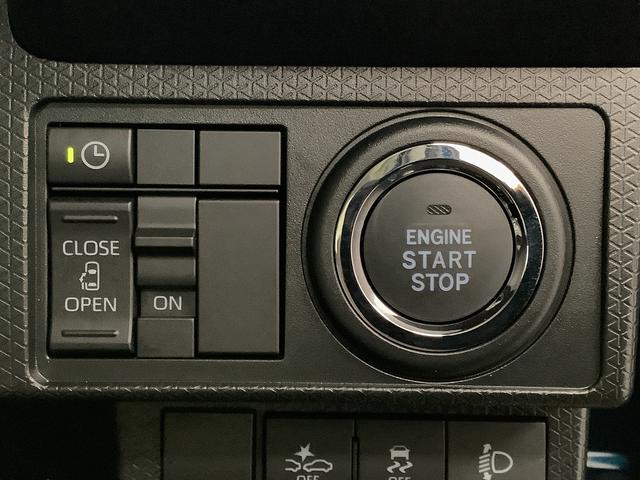 CLOSE
OPEN
ON
ENGINE
START
STOP
OFF
OFF